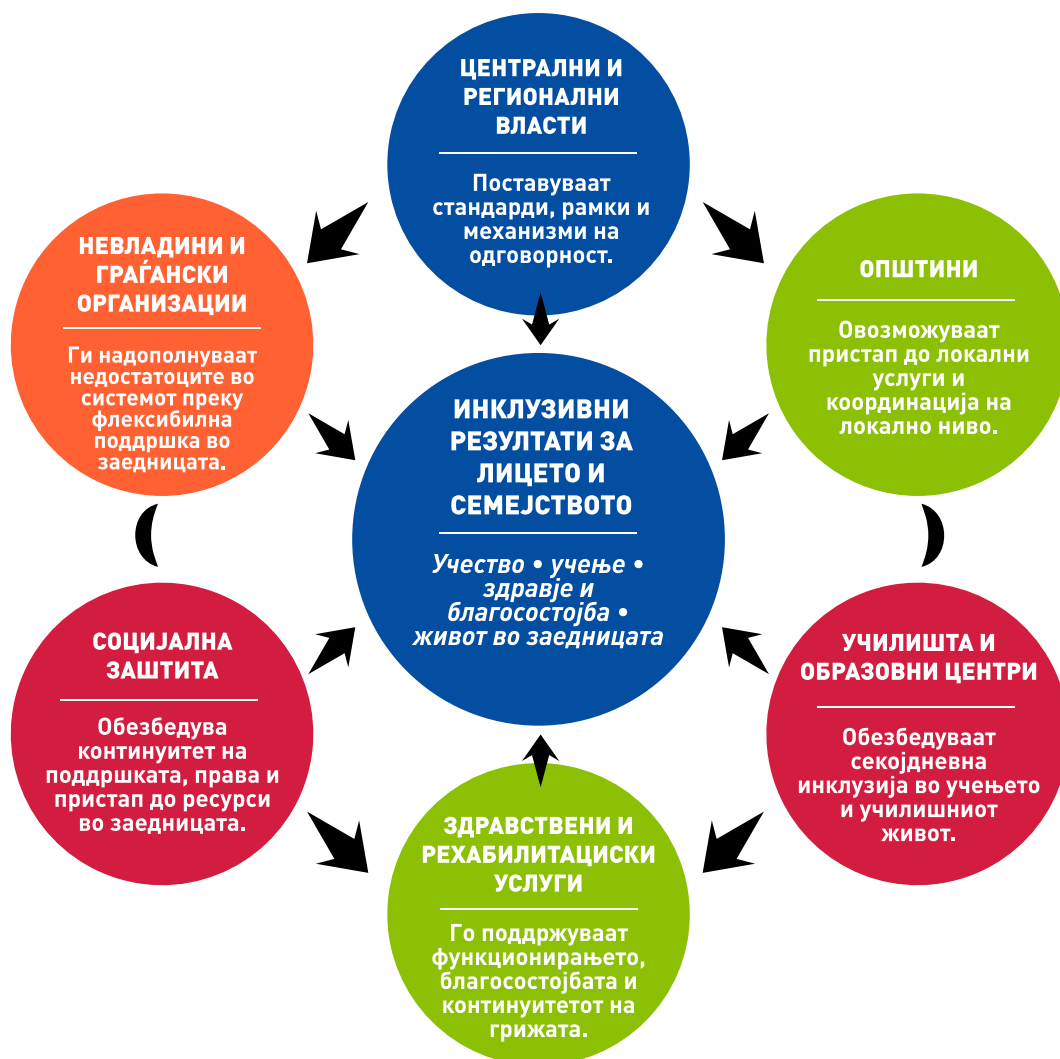 ЦЕНТРАЛНИ И
РЕГИОНАЛНИ
ВЛАСТИ
Поставуваат
стандарди, рамки и
механизми на
одговорност.
НЕВЛАДИНИ И
ГРАЃАНСКИ
ОРГАНИЗАЦИИ
Ги надополнуваат
недостатоците во
системот преку
флексибилна
поддршка во
заедницата.
ОПШТИНИ
Овозможуваат
пристап до локални
услуги и
координација на
локално ниво.
ИНКЛУЗИВНИ
РЕЗУЛТАТИ ЗА
ЛИЦЕТО И
СЕМЕЈСТВОТО
Учество • учење •
здравје и
благосостојба •
живот во заедницата
СОЦИЈАЛНА
ЗАШТИТА
Обезбедува
континуитет на
поддршката, права и
пристап до ресурси
во заедницата.
УЧИЛИШТА И
ОБРАЗОВНИ ЦЕНТРИ
Обезбедуваат
секојдневна
инклузија во учењето
и училишниот
живот.
ЗДРАВСТВЕНИ И
РЕХАБИЛИТАЦИСКИ
УСЛУГИ
Го поддржуваат
функционирањето,
благосостојбата и
континуитетот на
грижата.